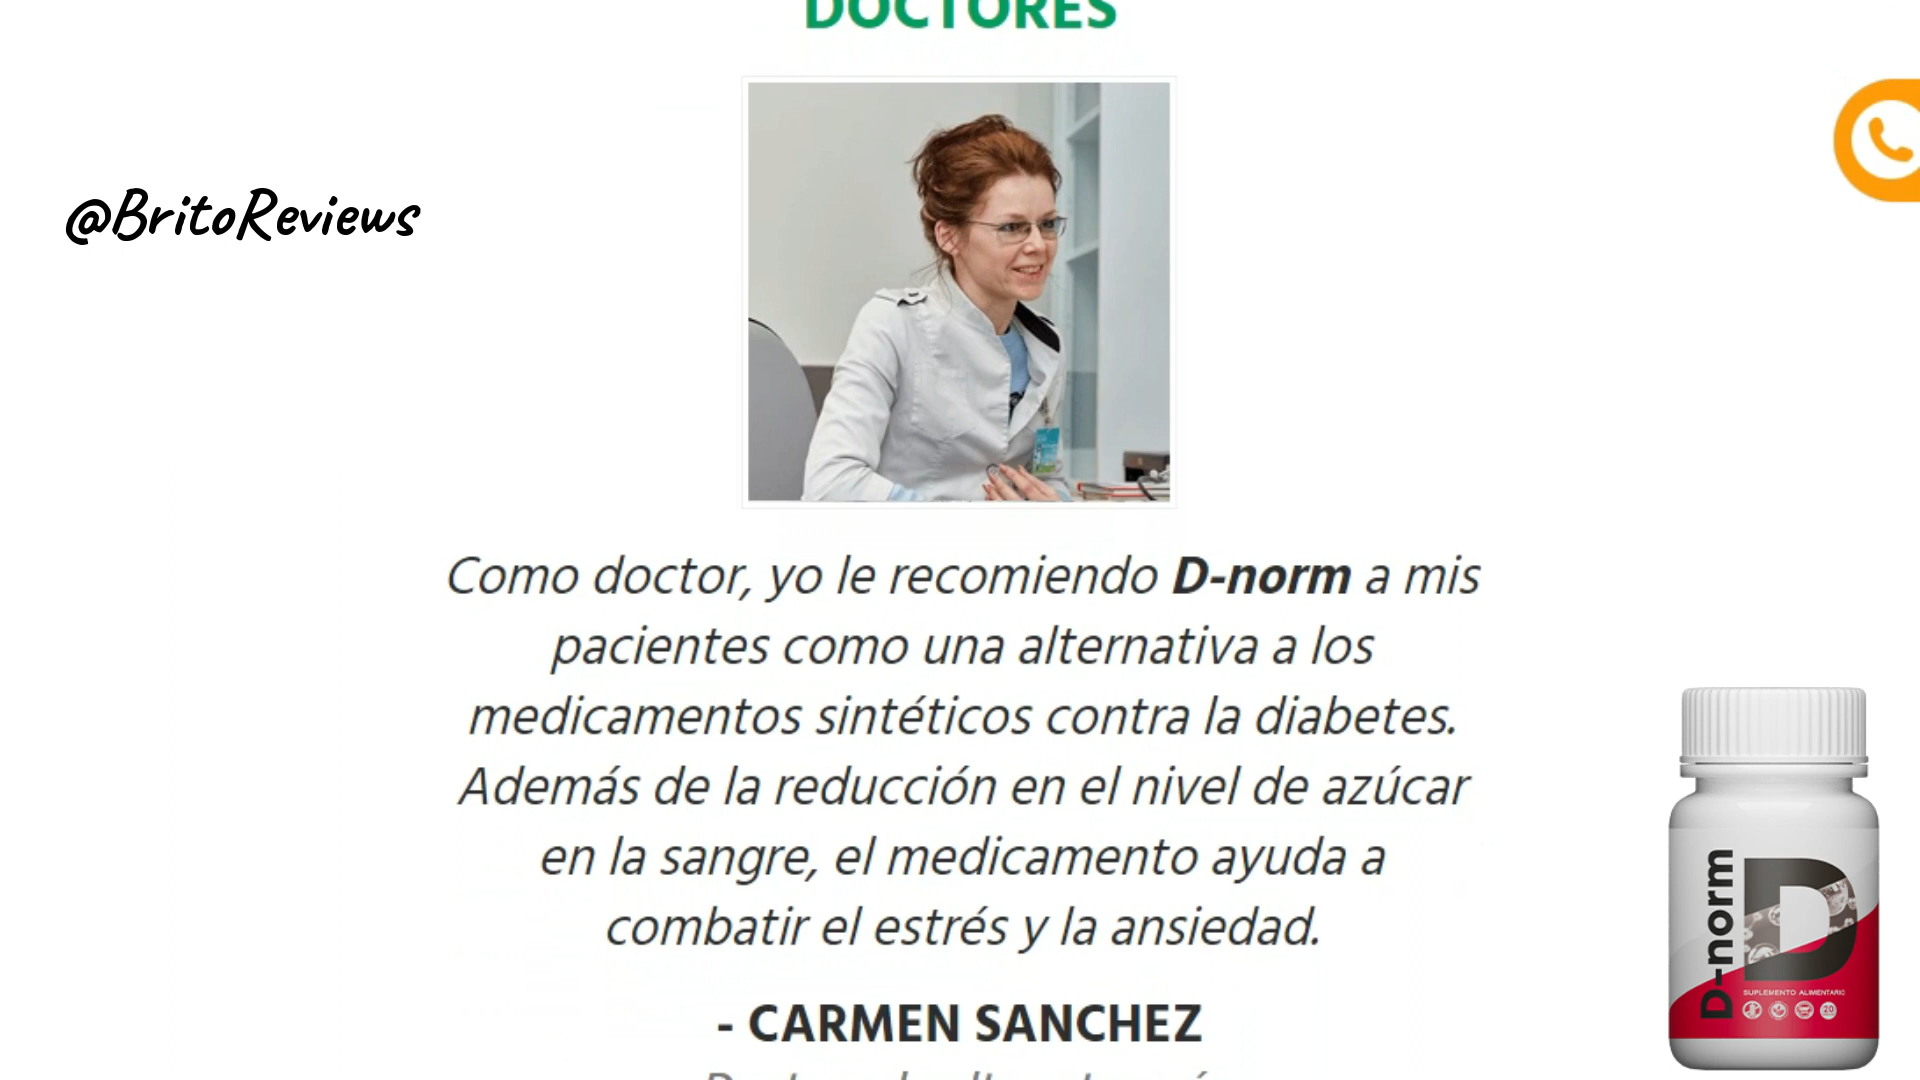 DOCTORES
@BritoReviews
Como doctor, yo le recomiendo D-norm a mis
pacientes como una alternativa a los
medicamentos sintéticos contra la diabetes.
Además de la reducción en el nivel de azúcar
en la sangre, el medicamento ayuda a
combatir el estrés y la ansiedad.
- CARMEN SANCHEZ
D-norm
D
SUPLEMENTO ALIMENTARIO
20